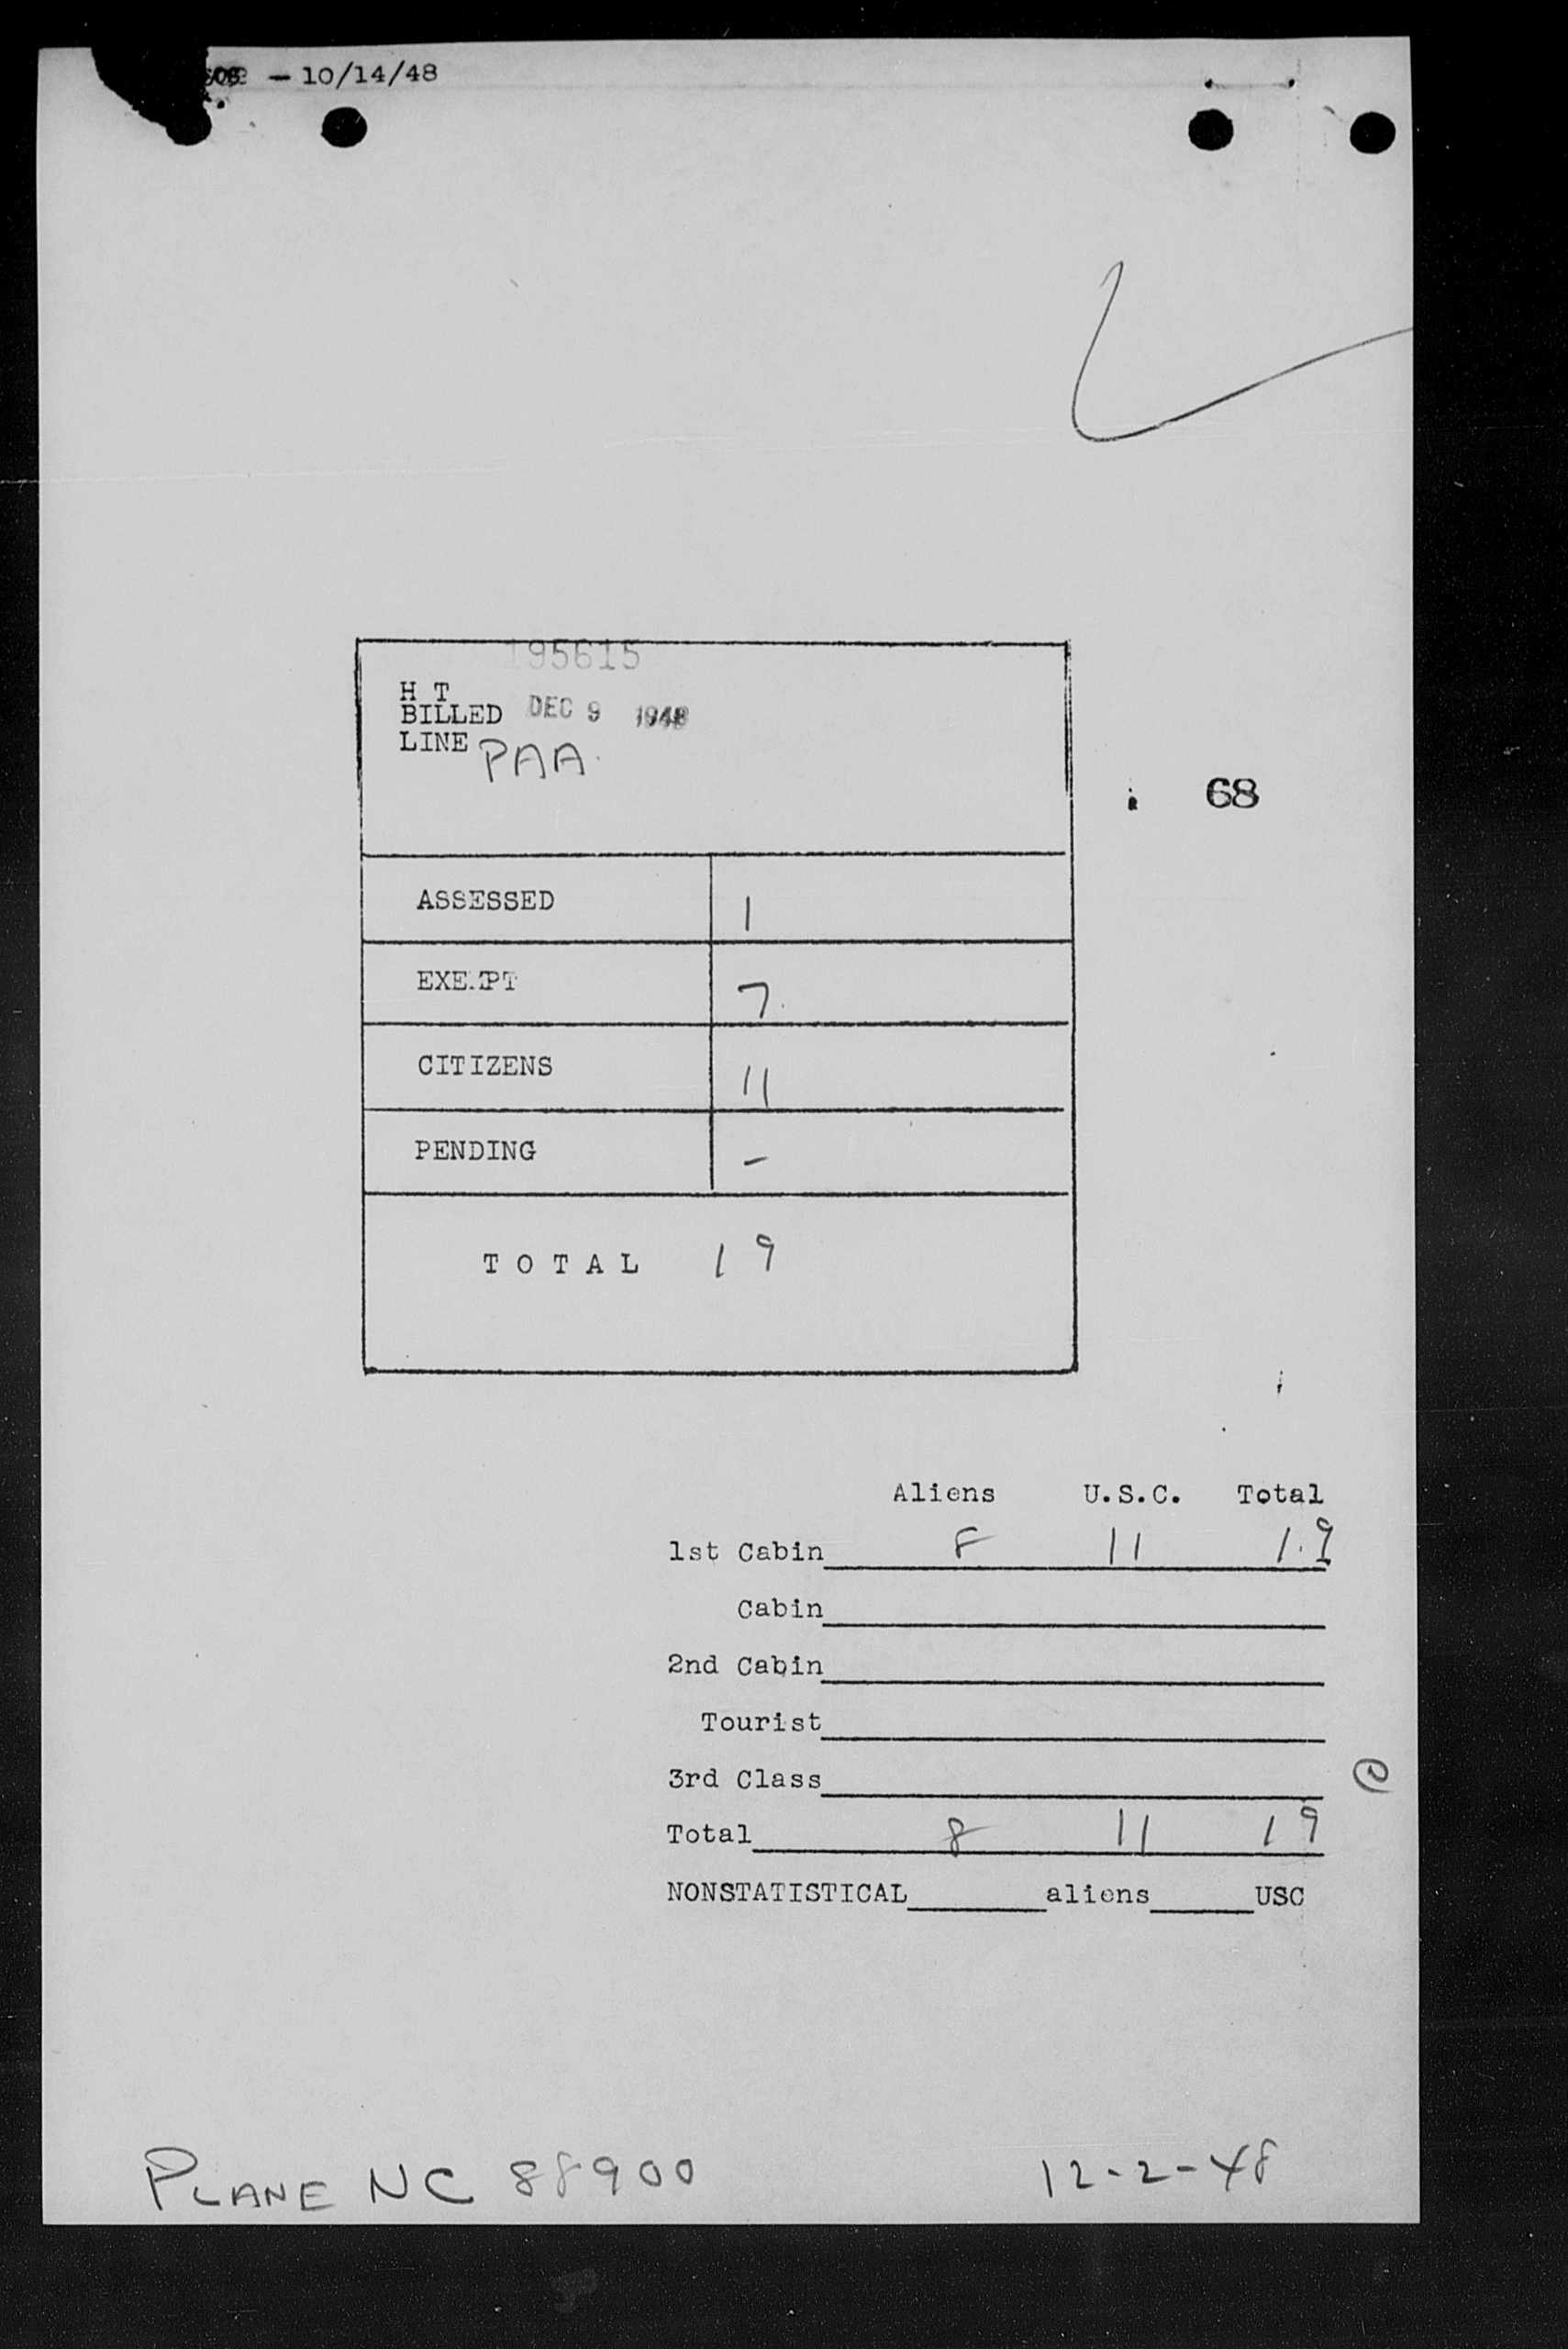 - 10/14/48
195615
H T
BILLED DEC 9 1948
LINE PAA
68
ASSESSED 1
EXEMPT 7
CITIZENS 11
PENDING -
TOTAL 19
Aliens U.S.C. Total
1st Cabin 8 11 19
Cabin
2nd Cabin
Tourist
3rd Class
Total 8 11 19
NONSTATISTICAL aliens USC
PLANE NC 88900 12-2-48